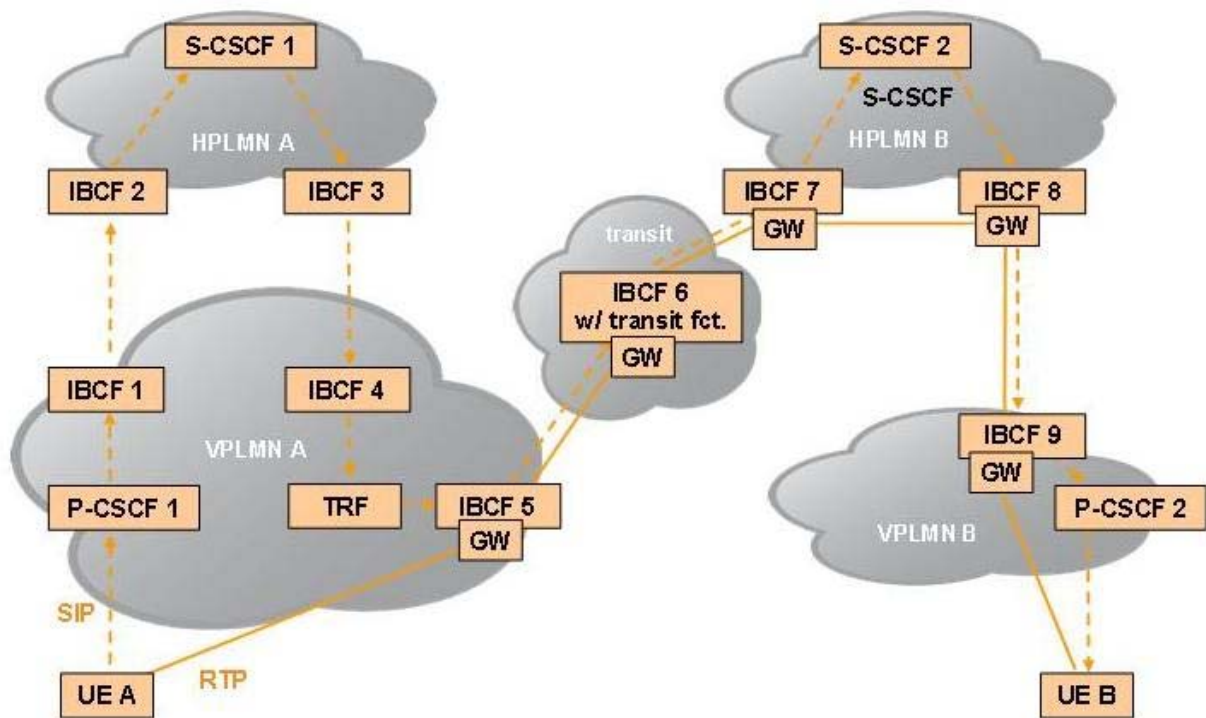 S-CSCF 1
S-CSCF 2
S-CSCF
HPLMN A
HPLMN B
IBCF 2
IBCF 3
IBCF 7
IBCF 8
GW
GW
transit
IBCF 6
w/ transit fct.
GW
IBCF 1
IBCF 4
VPLMN A
IBCF 9
GW
P-CSCF 1
TRF
IBCF 5
GW
P-CSCF 2
VPLMN B
SIP
RTP
UE A
UE B